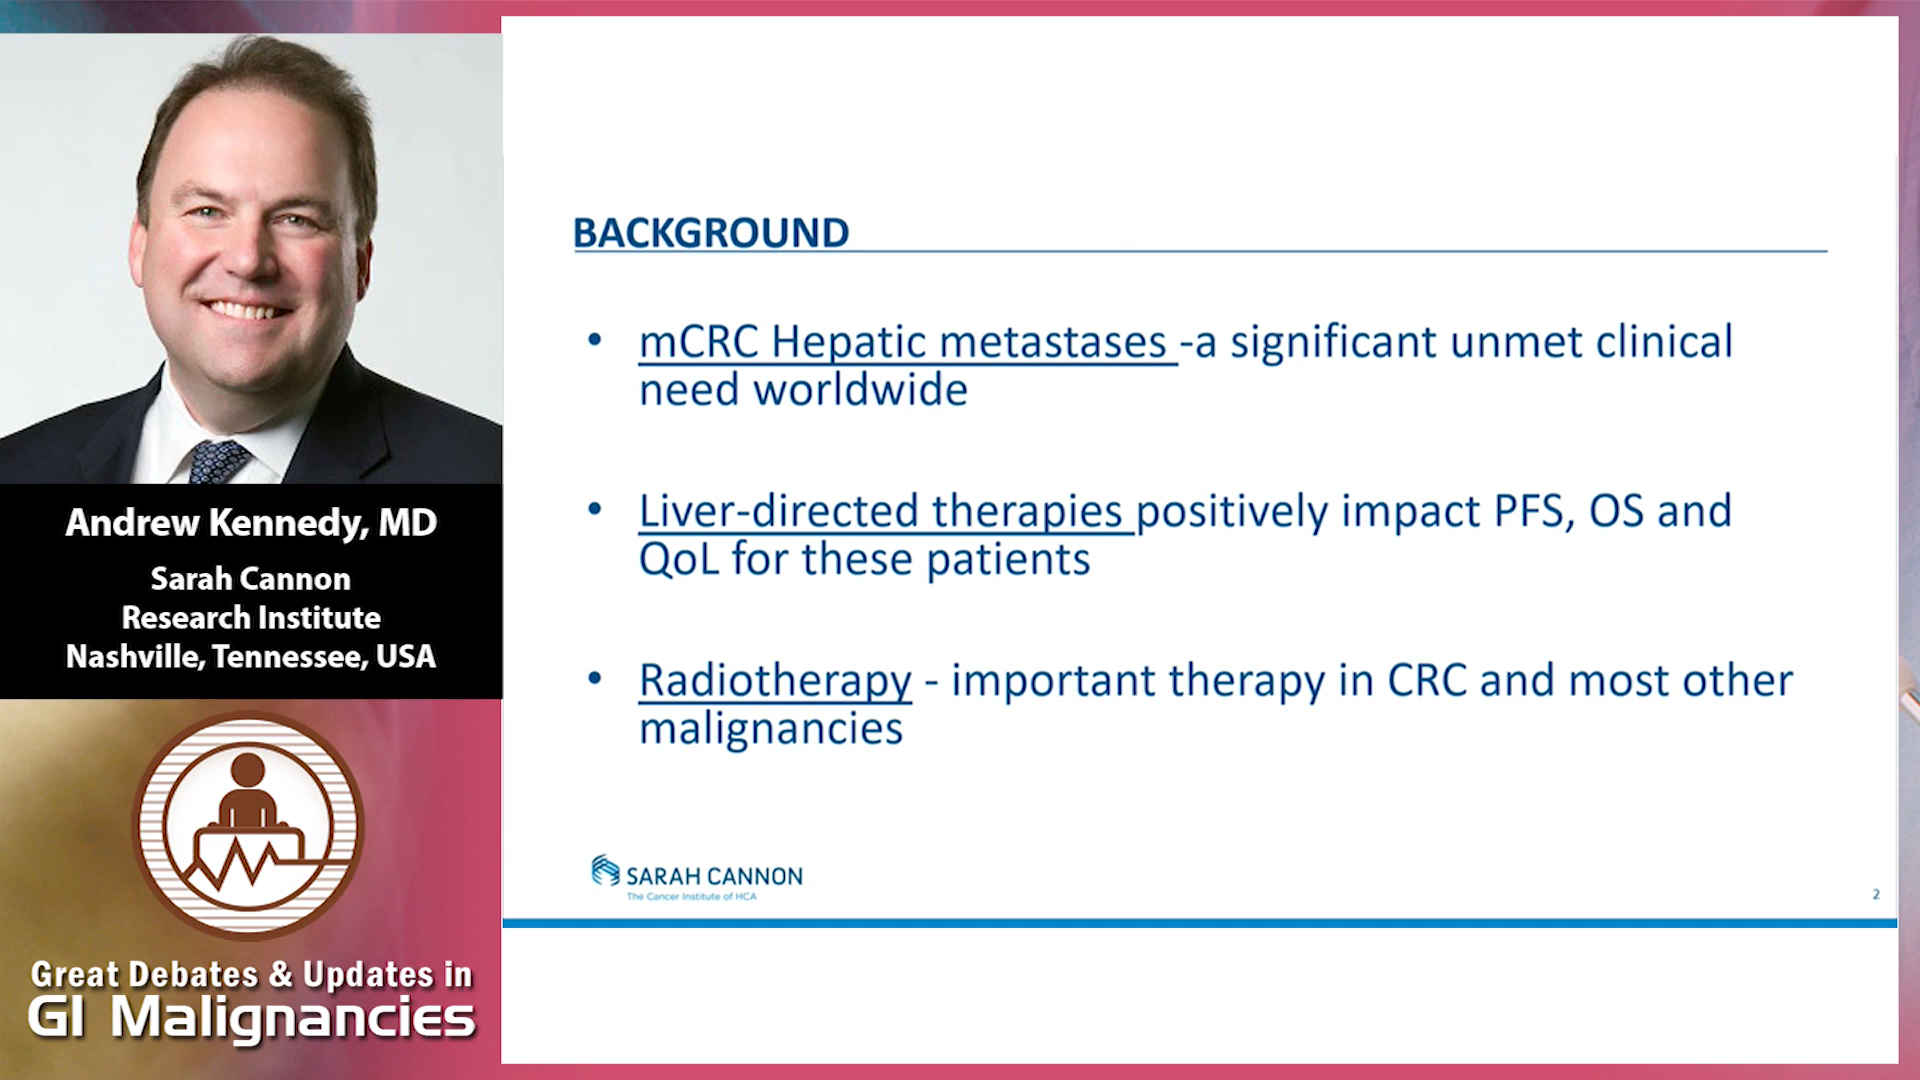 Andrew Kennedy, MD
Sarah Cannon
Research Institute
Nashville, Tennessee, USA
Great Debates & Updates in
GI Malignancies
BACKGROUND
• mCRC Hepatic metastases -a significant unmet clinical
need worldwide
• Liver-directed therapies positively impact PFS, OS and
QoL for these patients
• Radiotherapy - important therapy in CRC and most other
malignancies
SARAH CANNON
The Cancer Institute of HCA
2